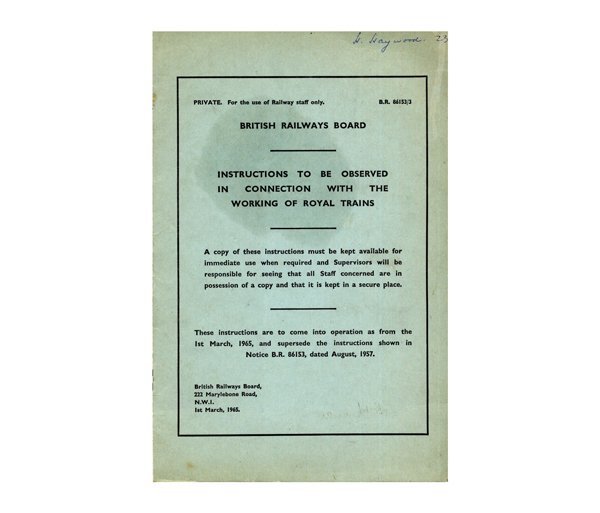 H. Haywood. 23
PRIVATE. For the use of Railway staff only. B.R. 86153/3
BRITISH RAILWAYS BOARD
INSTRUCTIONS TO BE OBSERVED
IN CONNECTION WITH THE
WORKING OF ROYAL TRAINS
A copy of these instructions must be kept available for
immediate use when required and Supervisors will be
responsible for seeing that all Staff concerned are in
possession of a copy and that it is kept in a secure place.
These instructions are to come into operation as from the
1st March, 1965, and supersede the instructions shown in
Notice B.R. 86153, dated August, 1957.
British Railways Board,
222 Marylebone Road,
N.W.1.
1st March, 1965.